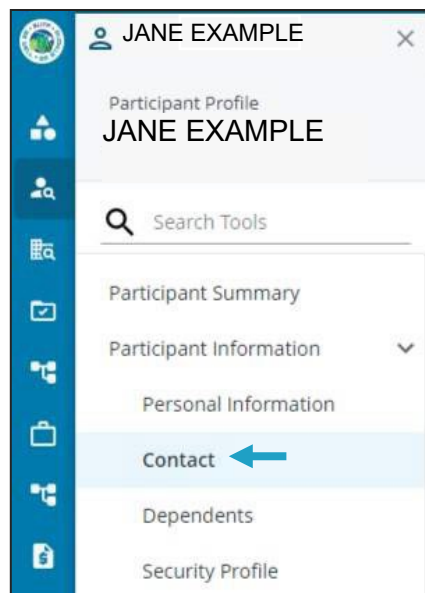 JANE EXAMPLE
Participant Profile
JANE EXAMPLE
Search Tools
Participant Summary
Participant Information
Personal Information
Contact
Dependents
Security Profile